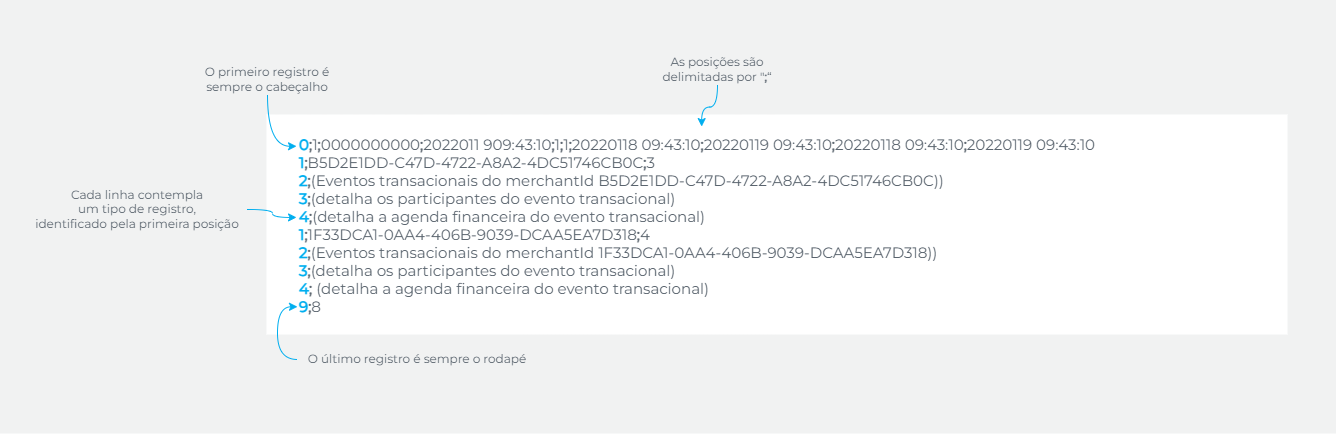 As posições são
delimitadas por ";“
O primeiro registro é
sempre o cabeçalho
0;1;0000000000;2022011 909:43:10;1;1;20220118 09:43:10;20220119 09:43:10;20220118 09:43:10;20220119 09:43:10
1;B5D2E1DD-C47D-4722-A8A2-4DC51746CB0C;3
2;(Eventos transacionais do merchantId B5D2E1DD-C47D-4722-A8A2-4DC51746CB0C))
3;(detalha os participantes do evento transacional)
4;(detalha a agenda financeira do evento transacional)
1;1F33DCA1-0AA4-406B-9039-DCAA5EA7D318;4
2;(Eventos transacionais do merchantId 1F33DCA1-0AA4-406B-9039-DCAA5EA7D318))
3;(detalha os participantes do evento transacional)
4; (detalha a agenda financeira do evento transacional)
9;8
Cada linha contempla
um tipo de registro,
identificado pela primeira posição
O último registro é sempre o rodapé